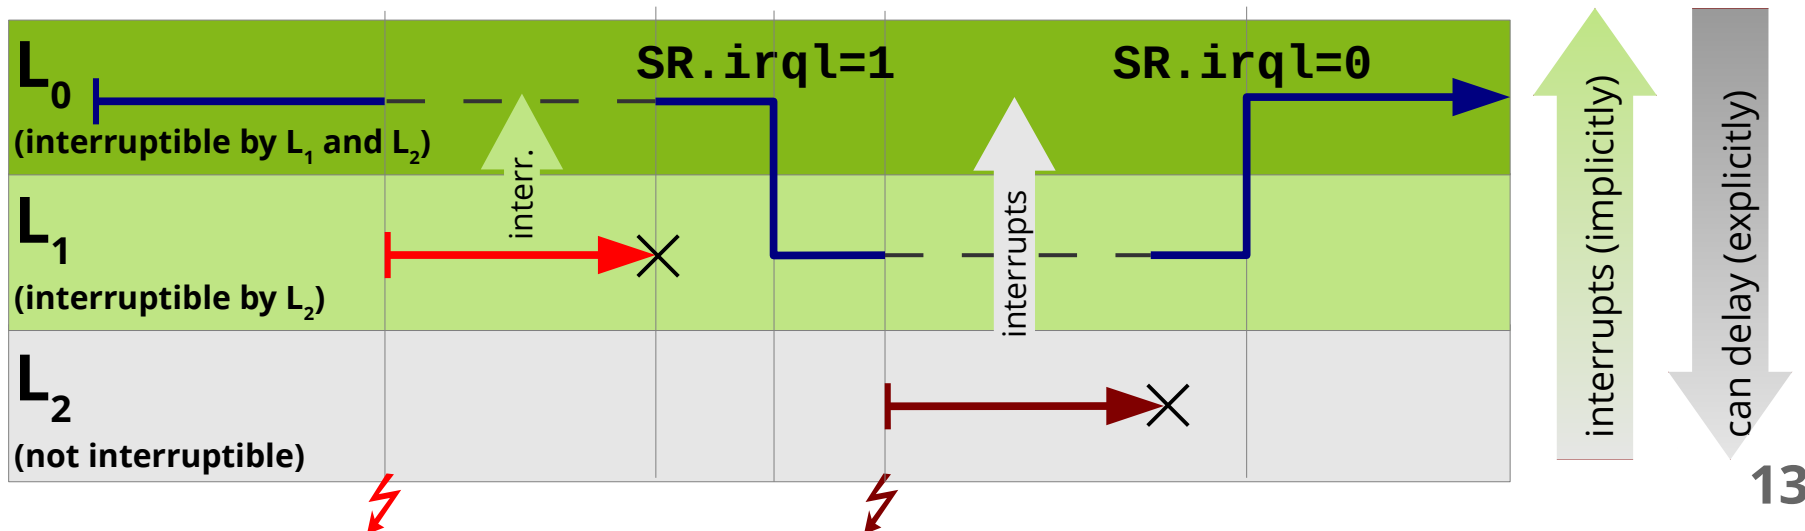 L0
SR.irql=1
SR.irql=0
(interruptible by L1 and L2)
interr.
L1
(interruptible by L2)
interrupts
L2
(not interruptible)
interrupts (implicitly)
can delay (explicitly)
13